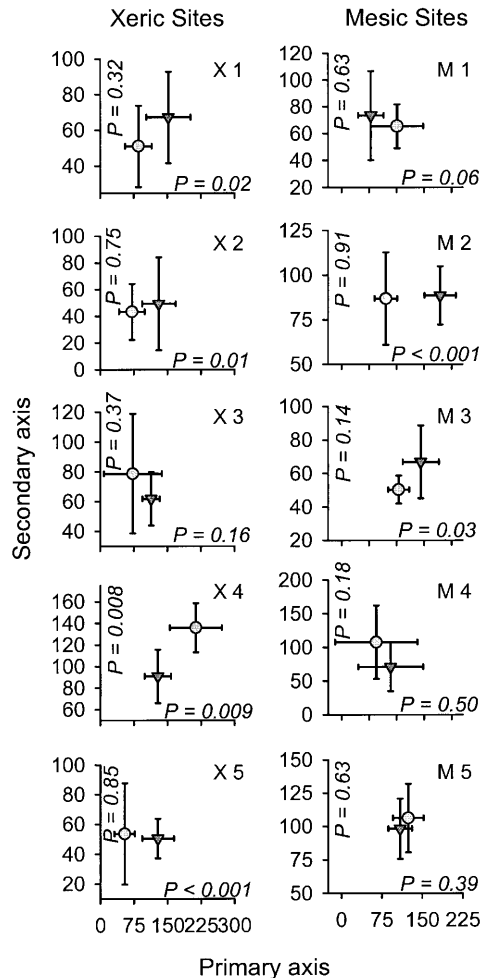 Xeric Sites
Mesic Sites
Secondary axis
X 1
100
80
60
40
P = 0.32
P = 0.02
M 1
120
100
80
60
40
20
P = 0.63
P = 0.06
X 2
100
80
60
40
20
0
P = 0.75
P = 0.01
M 2
125
100
75
50
P = 0.91
P < 0.001
X 3
120
100
80
60
40
P = 0.37
P = 0.16
M 3
100
80
60
40
20
P = 0.14
P = 0.03
X 4
160
140
120
100
80
60
P = 0.008
P = 0.009
M 4
200
150
100
50
0
P = 0.18
P = 0.50
X 5
100
80
60
40
20
P = 0.85
P < 0.001
M 5
150
125
100
75
50
P = 0.63
P = 0.39
0 75 150 225 300
0 75 150 225
Primary axis